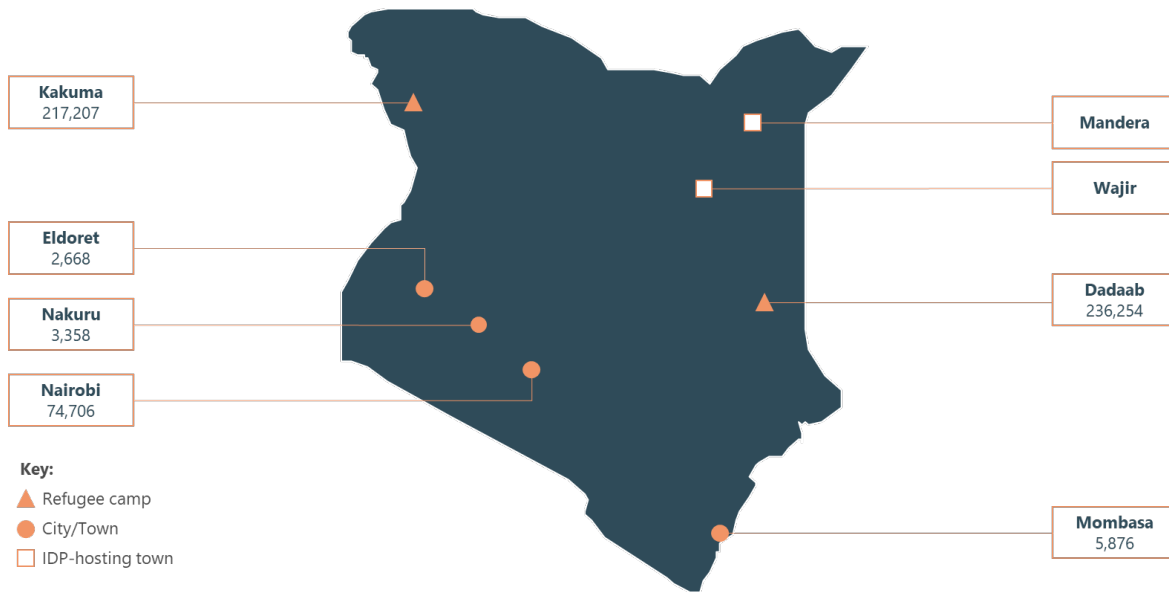 Kakuma
217,207
Eldoret
2,668
Nakuru
3,358
Nairobi
74,706
Key:
Refugee camp
City/Town
IDP-hosting town
Mandera
Wajir
Dadaab
236,254
Mombasa
5,876